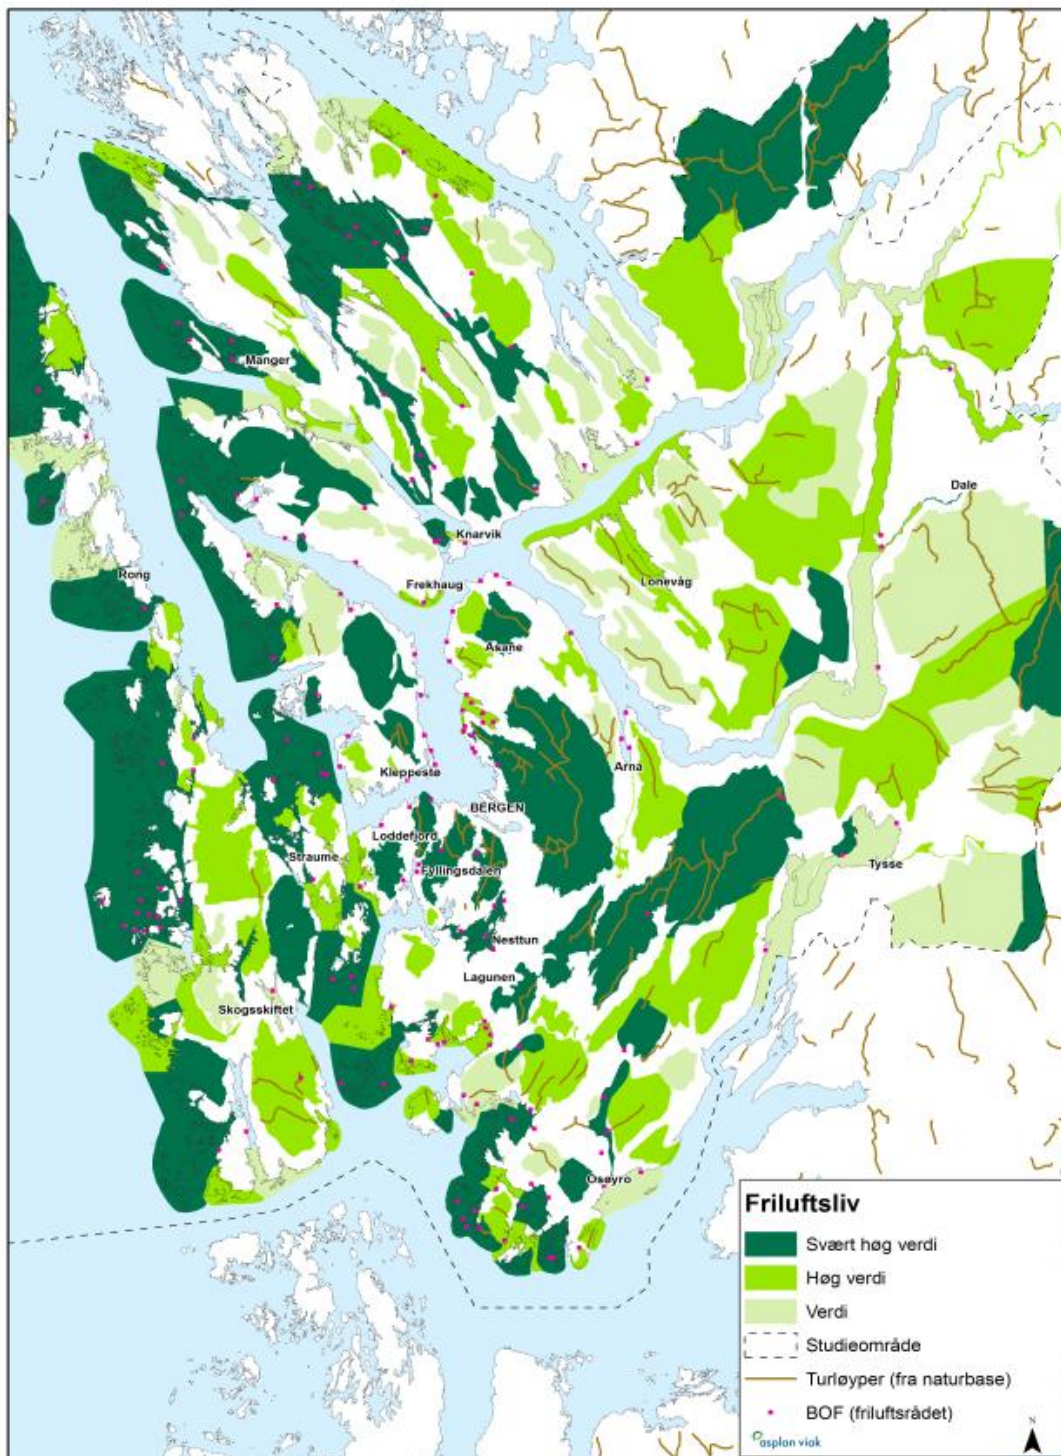 Manger
Dale
Knarvik
Rong
Frekhaug
Lonevåg
Åsane
Arna
Kleppestø
BERGEN
Loddefjord
Straume
Fyllingsdalen
Tysse
Nesttun
Lagunen
Skogsskiftet
Osøyro
Friluftsliv
Svært høg verdi
Høg verdi
Verdi
Studieområde
Turløyper (fra naturbase)
BOF (friluftsrådet)
asplan viak
N